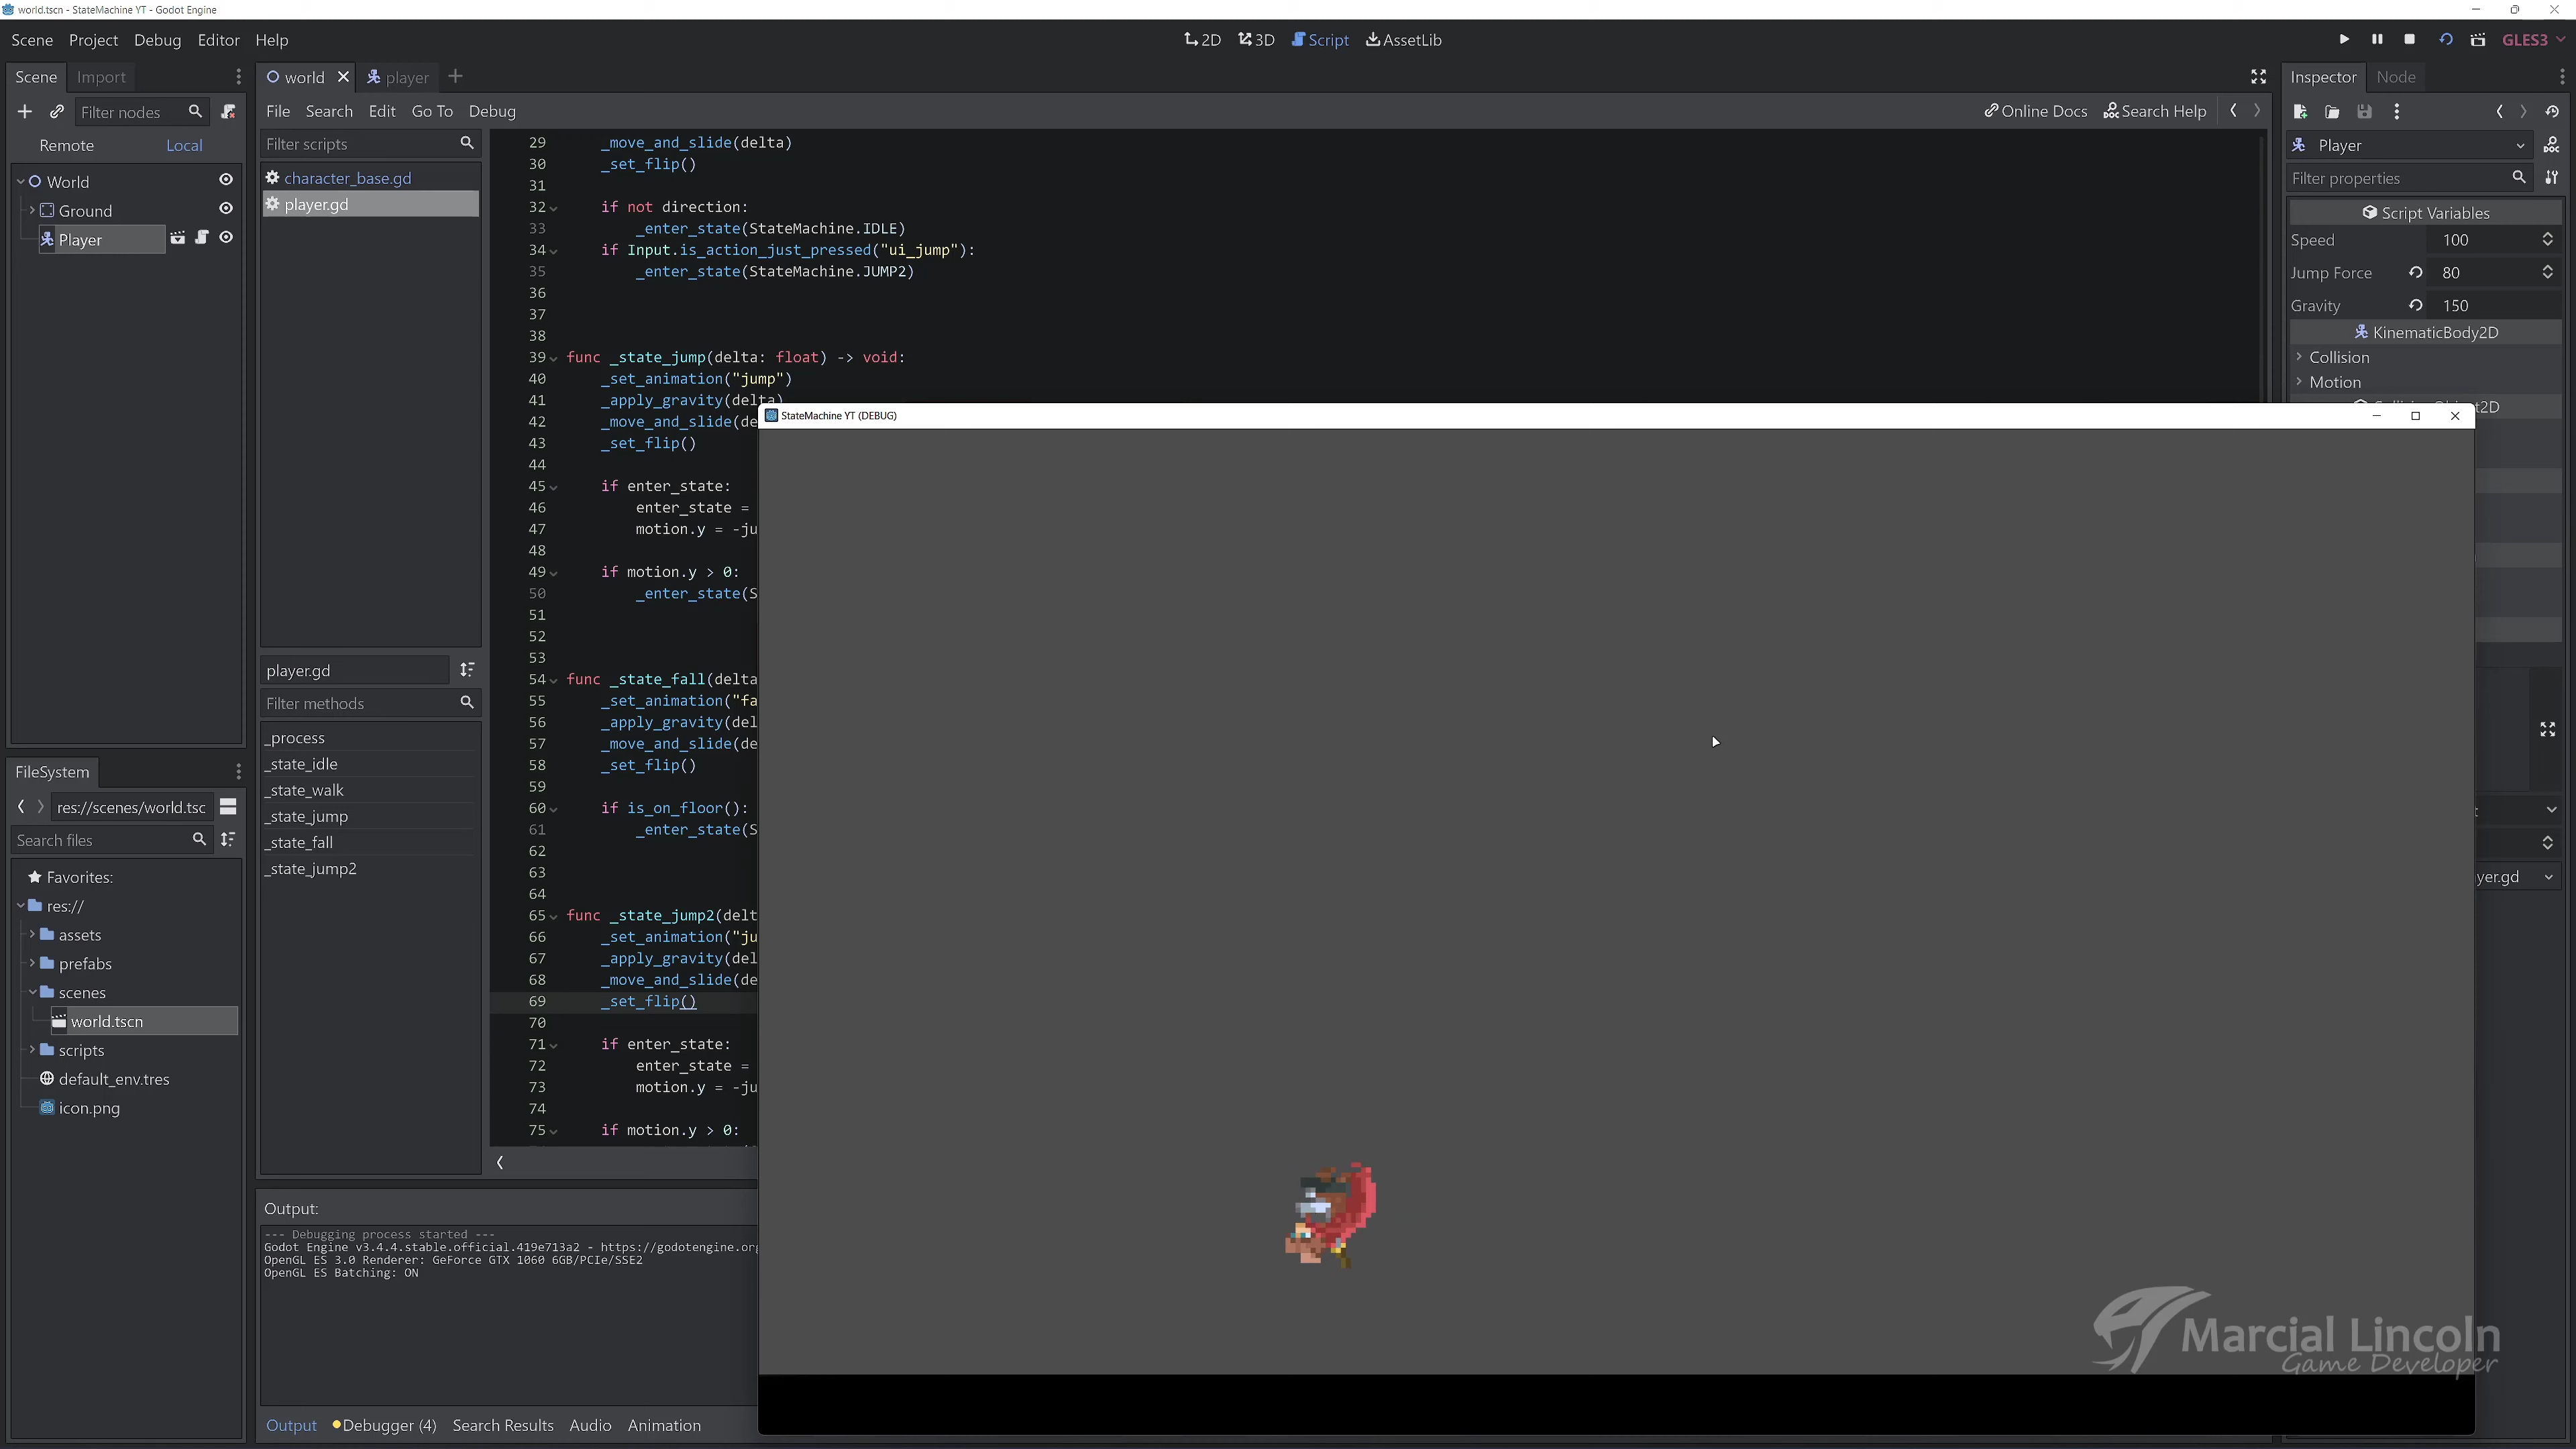 world.tscn - StateMachine YT - Godot Engine
Scene Project Debug Editor Help
2D 3D Script AssetLib
GLES3
Scene Import
world player
Inspector Node
Filter nodes
File Search Edit Go To Debug
Online Docs Search Help
Remote Local
Filter scripts
Player
Filter properties
World
Ground
Player
character_base.gd
player.gd
Script Variables
Speed 100
Jump Force 80
Gravity 150
KinematicBody2D
Collision
Motion
t2D
29 _move_and_slide(delta)
30 _set_flip()
31
32 if not direction:
33 _enter_state(StateMachine.IDLE)
34 if Input.is_action_just_pressed("ui_jump"):
35 _enter_state(StateMachine.JUMP2)
36
37
38
39 func _state_jump(delta: float) -> void:
40 _set_animation("jump")
41 _apply_gravity(delta)
42 _move_and_slide(de
43 _set_flip()
44
45 if enter_state:
46 enter_state =
47 motion.y = -ju
48
49 if motion.y > 0:
50 _enter_state(S
51
52
53
54 func _state_fall(delta
55 _set_animation("fa
56 _apply_gravity(del
57 _move_and_slide(de
58 _set_flip()
59
60 if is_on_floor():
61 _enter_state(S
62
63
64
65 func _state_jump2(delt
66 _set_animation("ju
67 _apply_gravity(del
68 _move_and_slide(de
69 _set_flip()
70
71 if enter_state:
72 enter_state =
73 motion.y = -ju
74
75 if motion.y > 0:
StateMachine YT (DEBUG)
player.gd
Filter methods
_process
_state_idle
_state_walk
_state_jump
_state_fall
_state_jump2
FileSystem
res://scenes/world.tsc
Search files
Favorites:
res://
assets
prefabs
scenes
world.tscn
scripts
default_env.tres
icon.png
yer.gd
Output:
--- Debugging process started ---
Godot Engine v3.4.4.stable.official.419e713a2 - https://godotengine.org
OpenGL ES 3.0 Renderer: GeForce GTX 1060 6GB/PCIe/SSE2
OpenGL ES Batching: ON
Output Debugger (4) Search Results Audio Animation
Marcial Lincoln
Game Developer